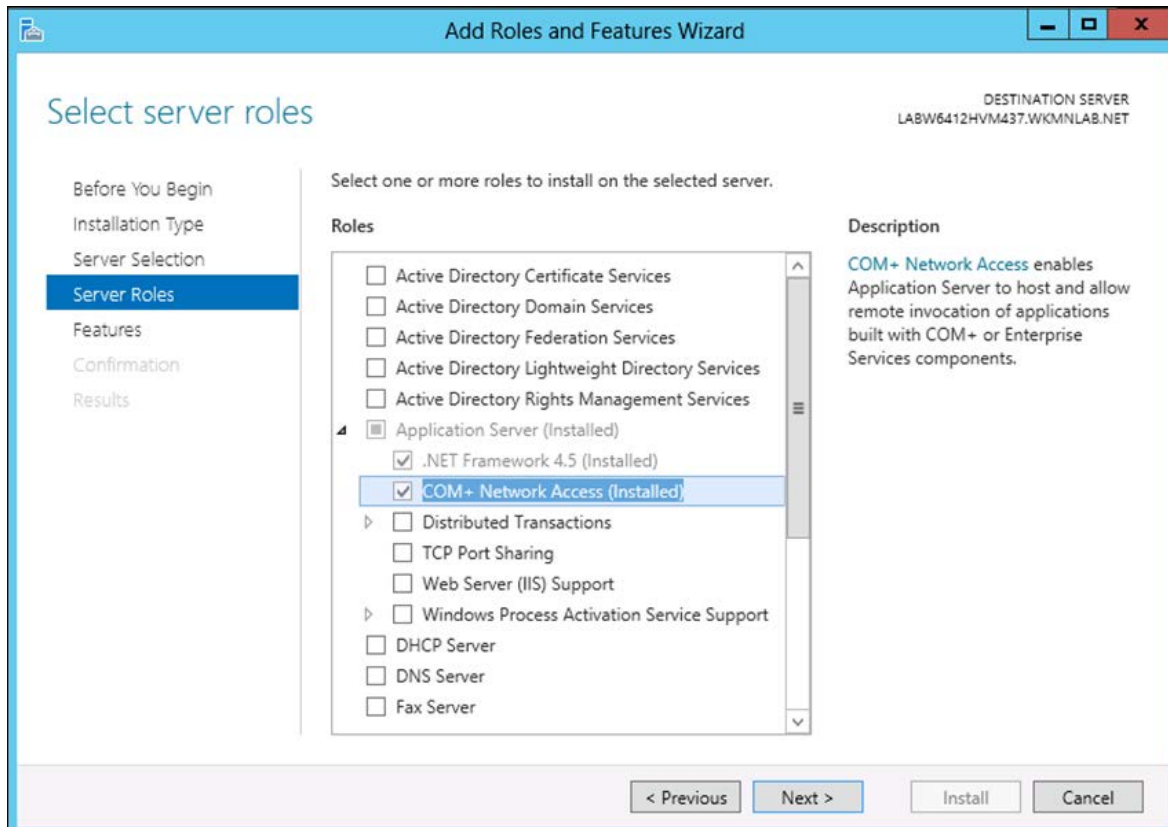 Add Roles and Features Wizard
Select server roles
DESTINATION SERVER
LABW6412HVM437.WKMNLAB.NET
Before You Begin
Installation Type
Server Selection
Server Roles
Features
Confirmation
Results
Select one or more roles to install on the selected server.
Roles
Active Directory Certificate Services
Active Directory Domain Services
Active Directory Federation Services
Active Directory Lightweight Directory Services
Active Directory Rights Management Services
Application Server (Installed)
.NET Framework 4.5 (Installed)
COM+ Network Access (Installed)
Distributed Transactions
TCP Port Sharing
Web Server (IIS) Support
Windows Process Activation Service Support
DHCP Server
DNS Server
Fax Server
Description
COM+ Network Access enables
Application Server to host and allow
remote invocation of applications
built with COM+ or Enterprise
Services components.
< Previous
Next >
Install
Cancel